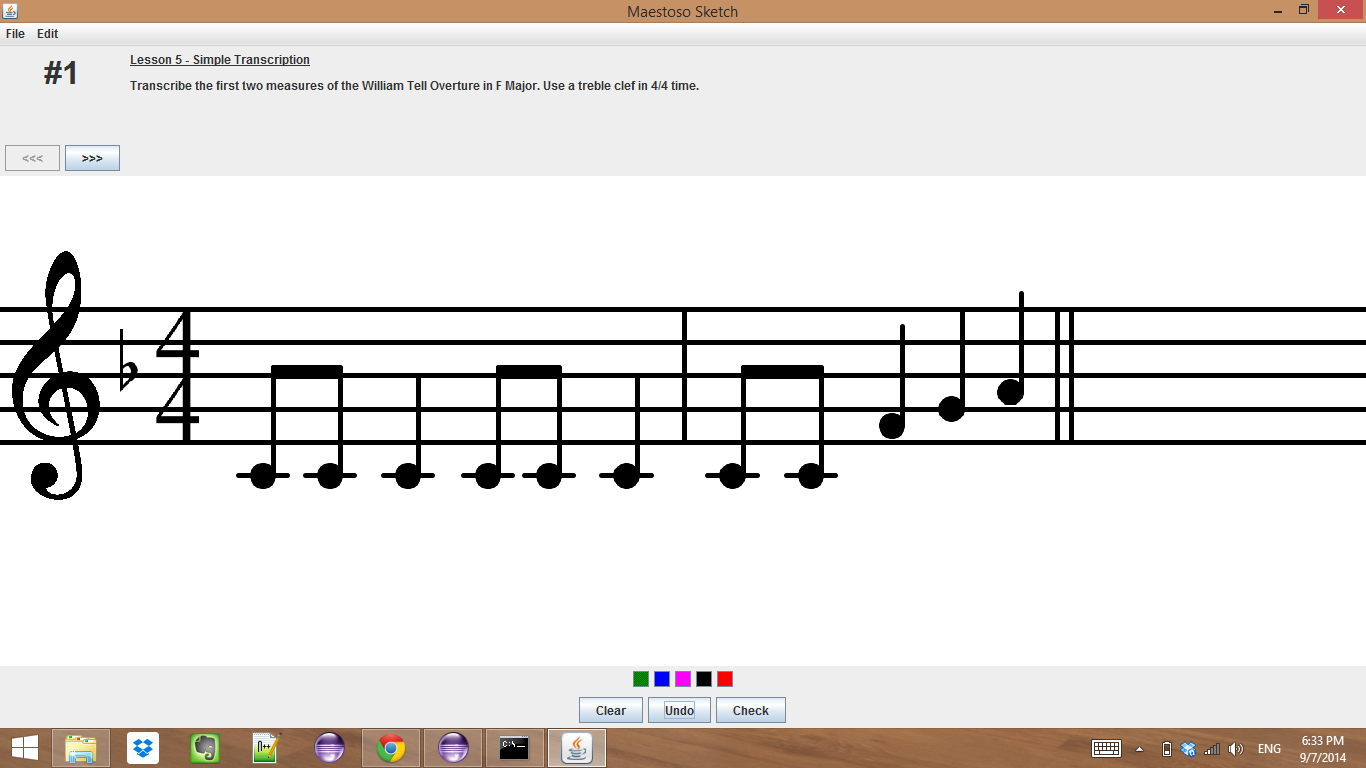 Maestoso Sketch
File Edit
#1
Lesson 5 - Simple Transcription
Transcribe the first two measures of the William Tell Overture in F Major. Use a treble clef in 4/4 time.
<<< >>>
4
4
Clear Undo Check
C:\
ENG
6:33 PM
9/7/2014